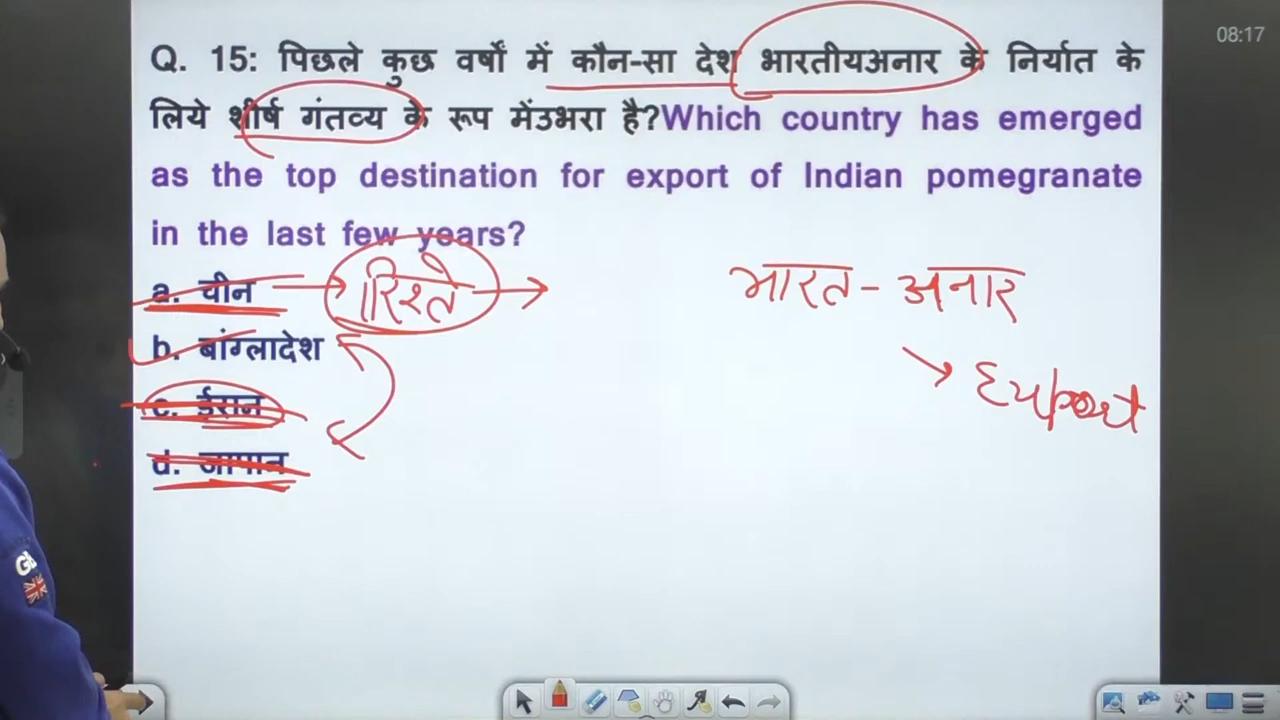 08:17
Q. 15: पिछले कुछ वर्षों में कौन-सा देश भारतीयअनार के निर्यात के
लिये शीर्ष गंतव्य के रूप मेंउभरा है?Which country has emerged
as the top destination for export of Indian pomegranate
in the last few years?
a. चीन → रिश्ते → भारत - अनार
b. बांग्लादेश
→ Export
c. ईरान
d. जापान